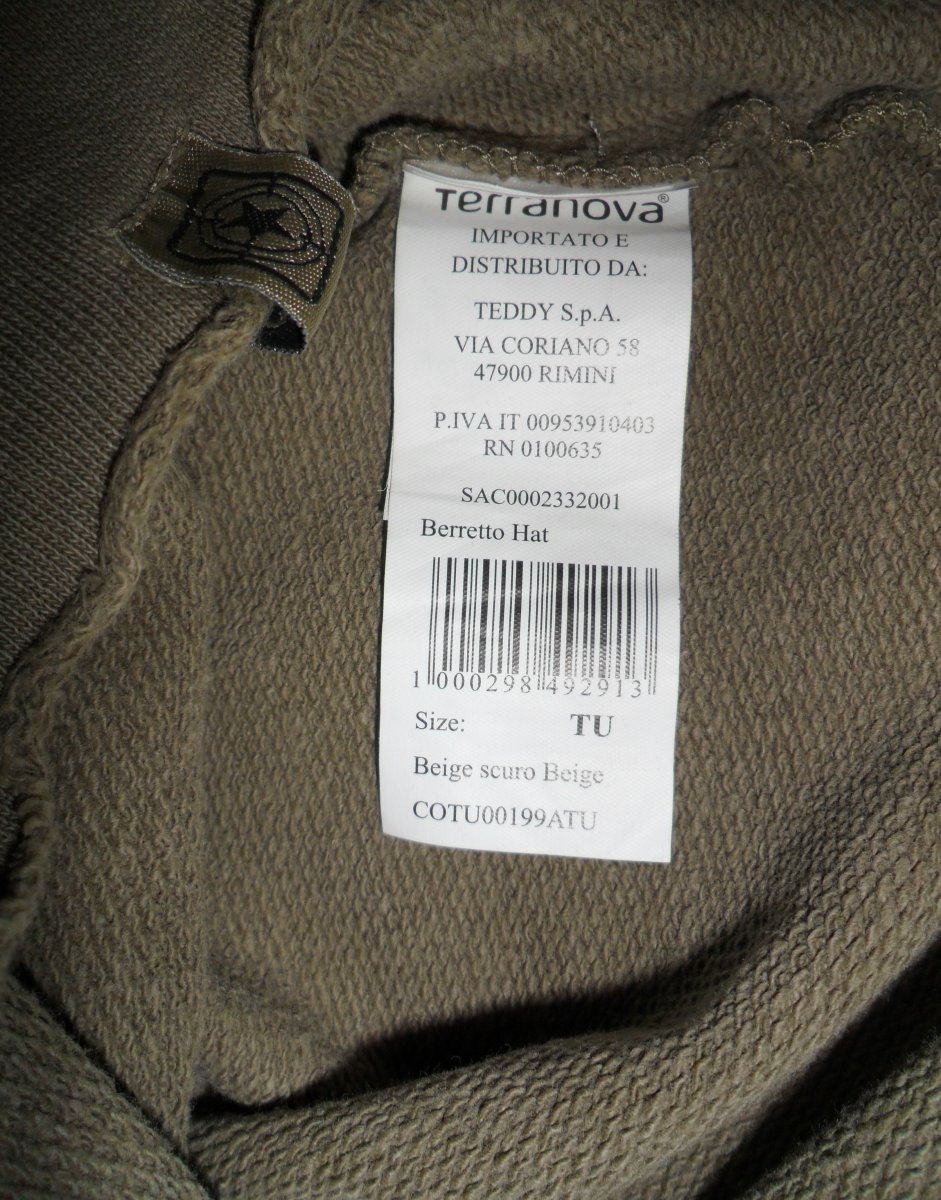 Terranova®
IMPORTATO E
DISTRIBUITO DA:
TEDDY S.p.A.
VIA CORIANO 58
47900 RIMINI
P.IVA IT 00953910403
RN 0100635
SAC0002332001
Berretto Hat
1 000298 492913
Size: TU
Beige scuro Beige
COTU00199ATU